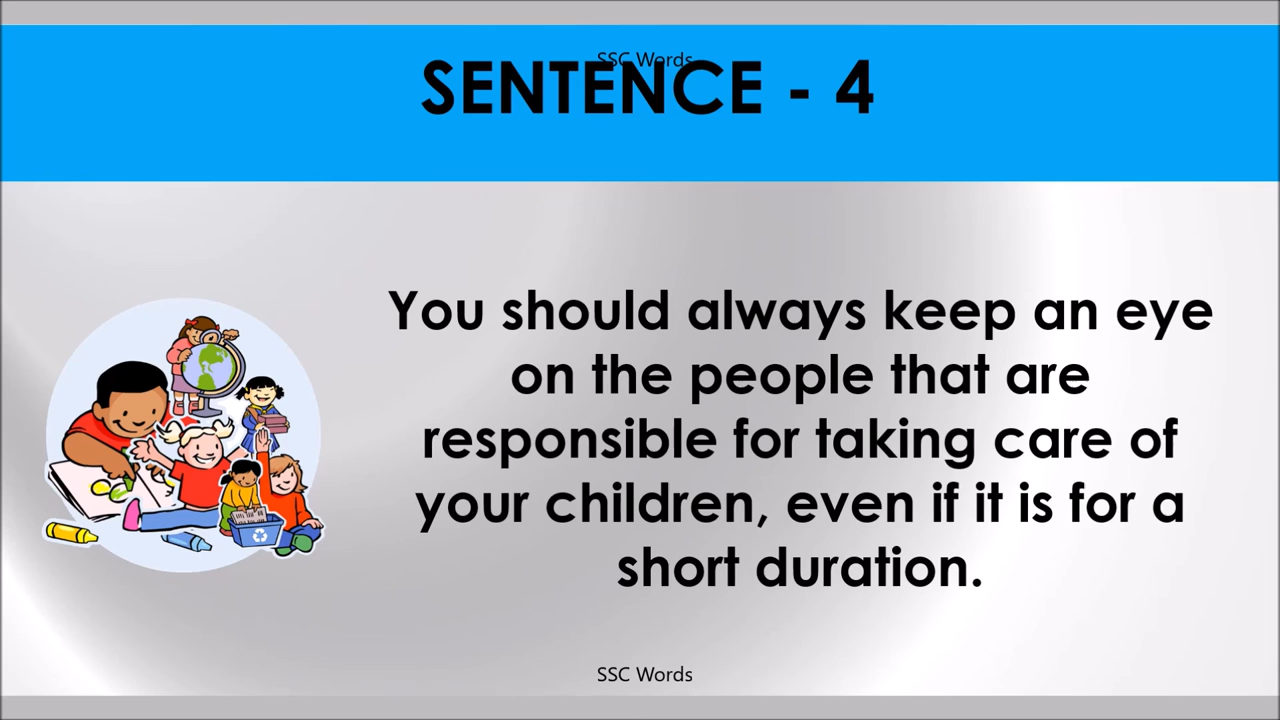 SSC Words
SENTENCE - 4
You should always keep an eye
on the people that are
responsible for taking care of
your children, even if it is for a
short duration.
SSC Words